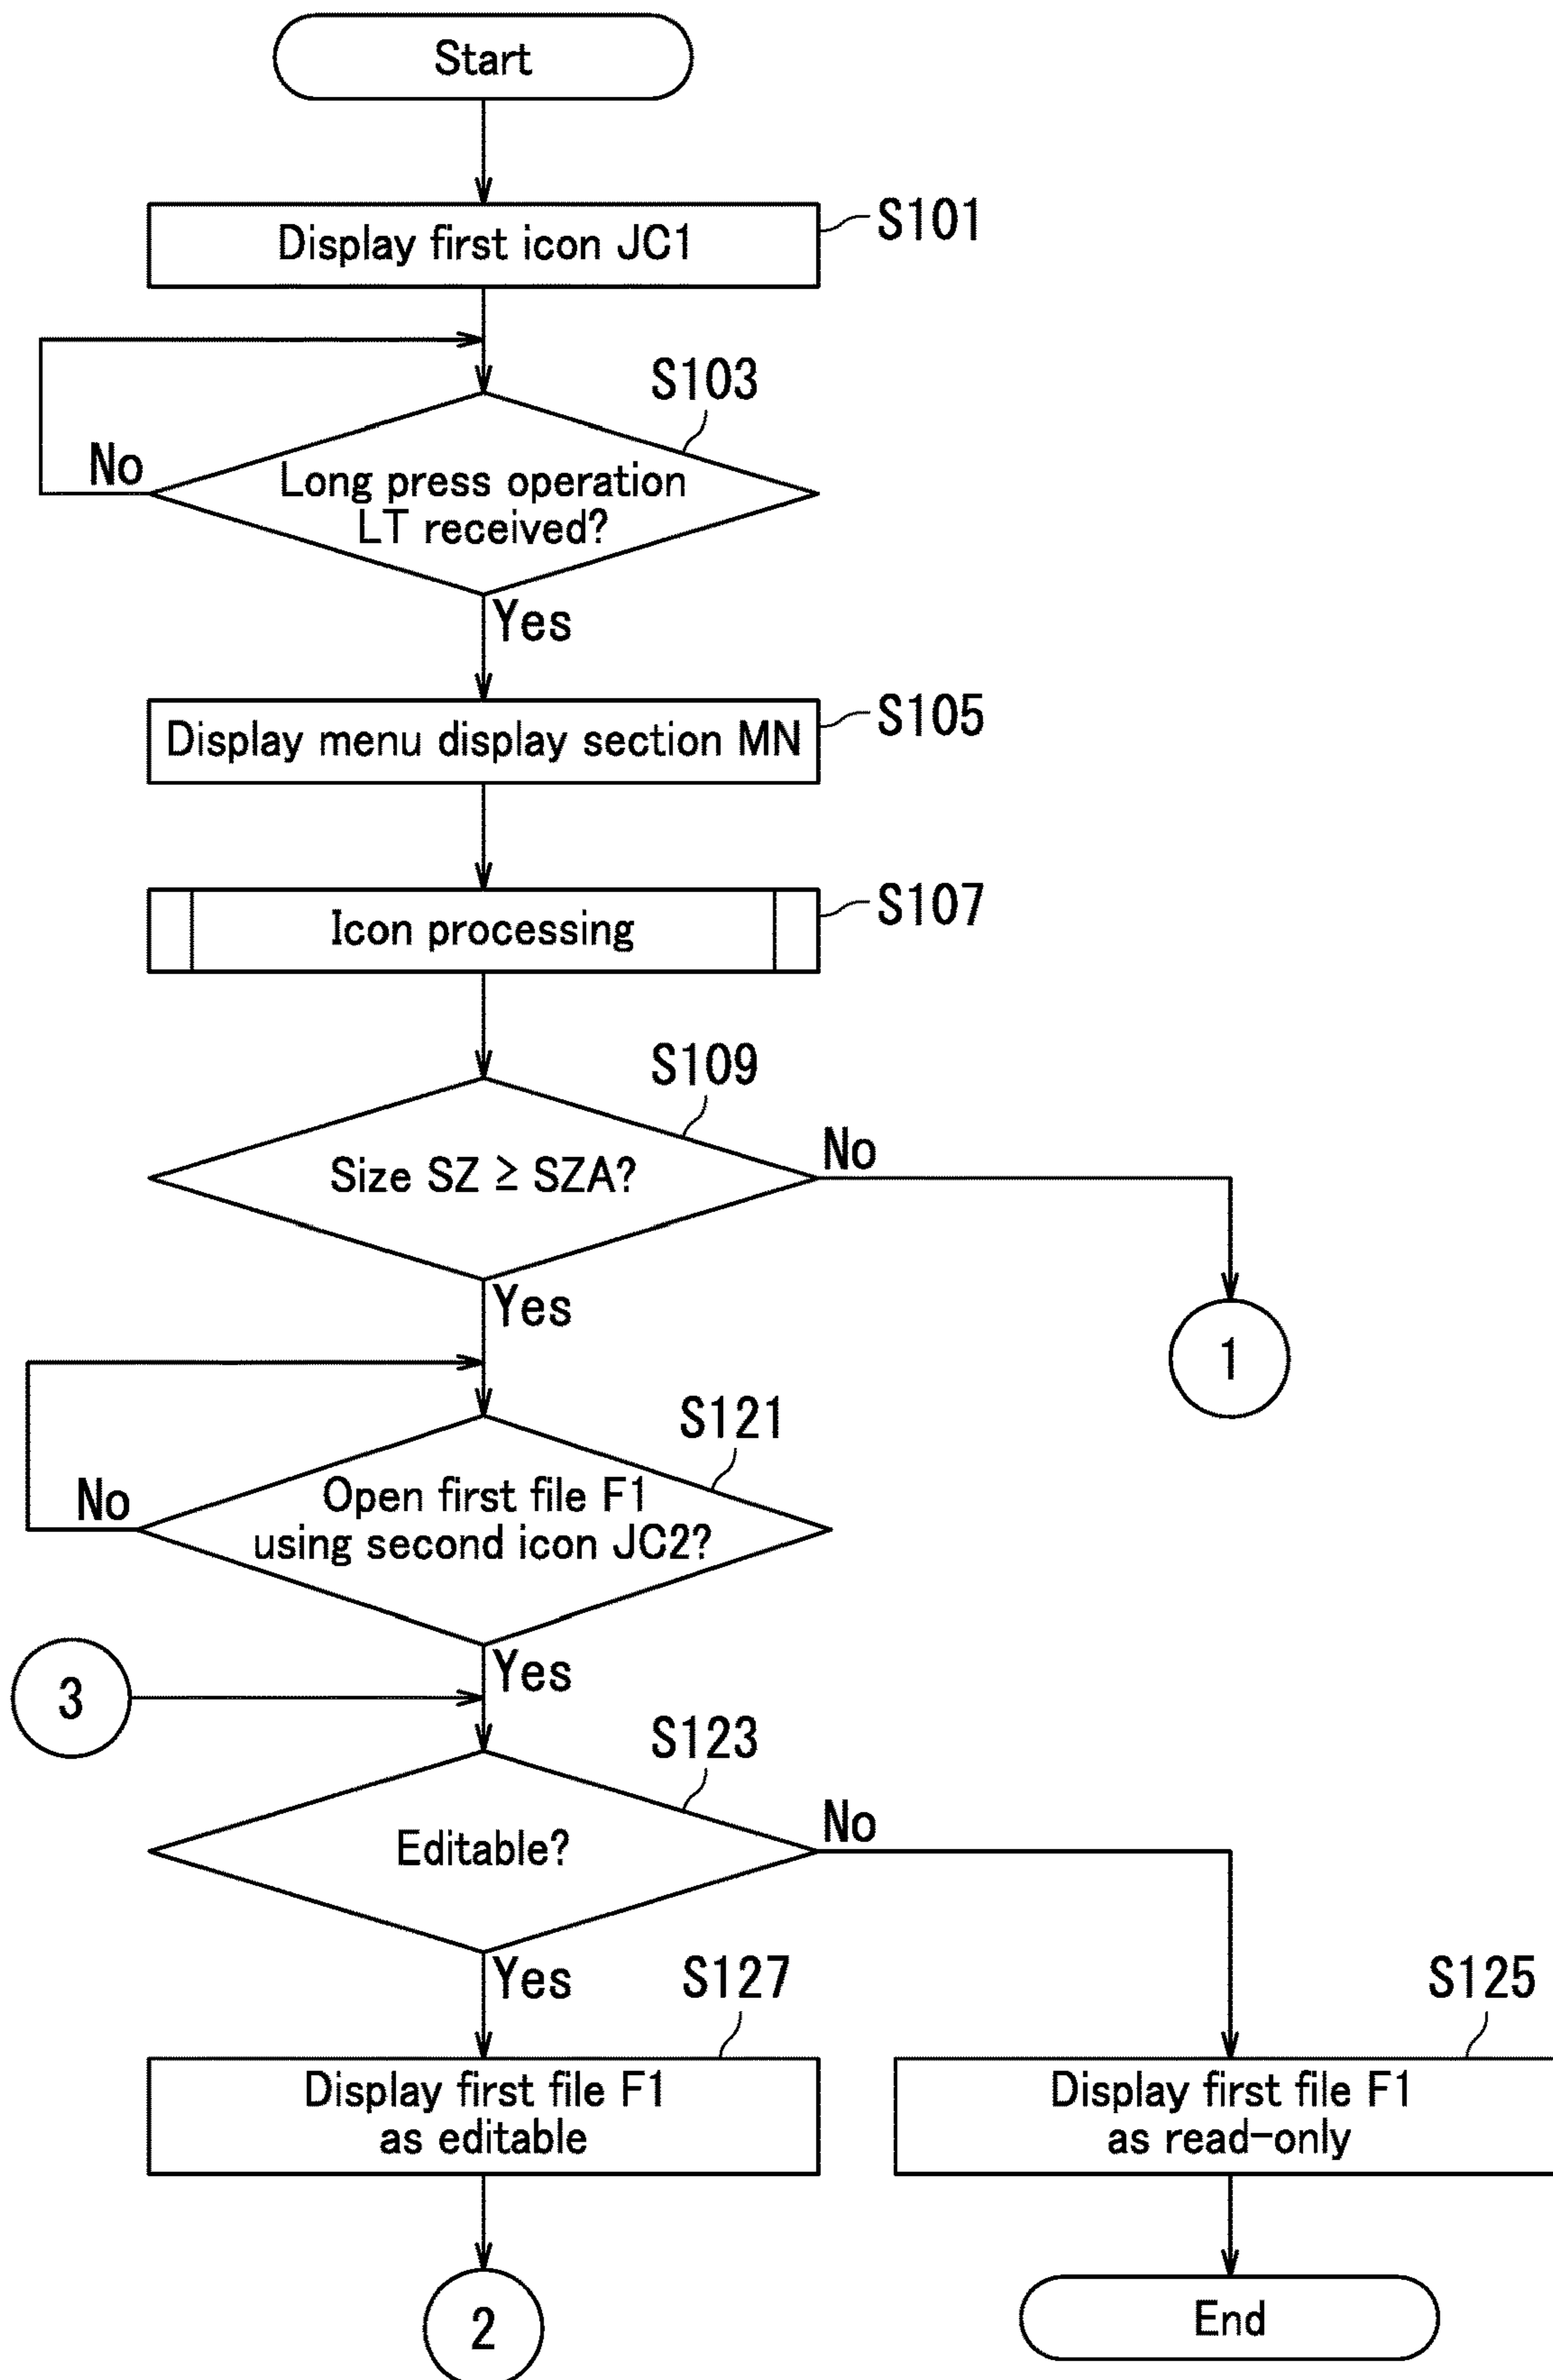 Start
Display first icon JC1
S101
S103
No
Long press operation
LT received?
Yes
Display menu display section MN
S105
Icon processing
S107
S109
Size SZ ≥ SZA?
No
Yes
1
S121
No
Open first file F1
using second icon JC2?
Yes
3
S123
Editable?
No
Yes
S127
S125
Display first file F1
as editable
Display first file F1
as read-only
2
End